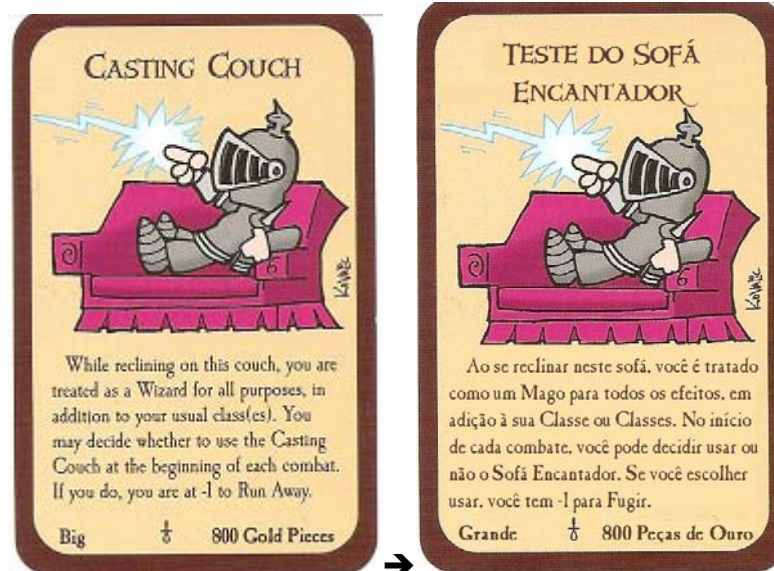 CASTING COUCH
KOVALIC
While reclining on this couch, you are
treated as a Wizard for all purposes, in
addition to your usual class(es). You
may decide whether to use the Casting
Couch at the beginning of each combat.
If you do, you are at -1 to Run Away.
Big 800 Gold Pieces
➔
TESTE DO SOFÁ
ENCANTADOR
KOVALIC
Ao se reclinar neste sofá, você é tratado
como um Mago para todos os efeitos, em
adição à sua Classe ou Classes. No início
de cada combate, você pode decidir usar ou
não o Sofá Encantador. Se você escolher
usar, você tem -1 para Fugir.
Grande 800 Peças de Ouro